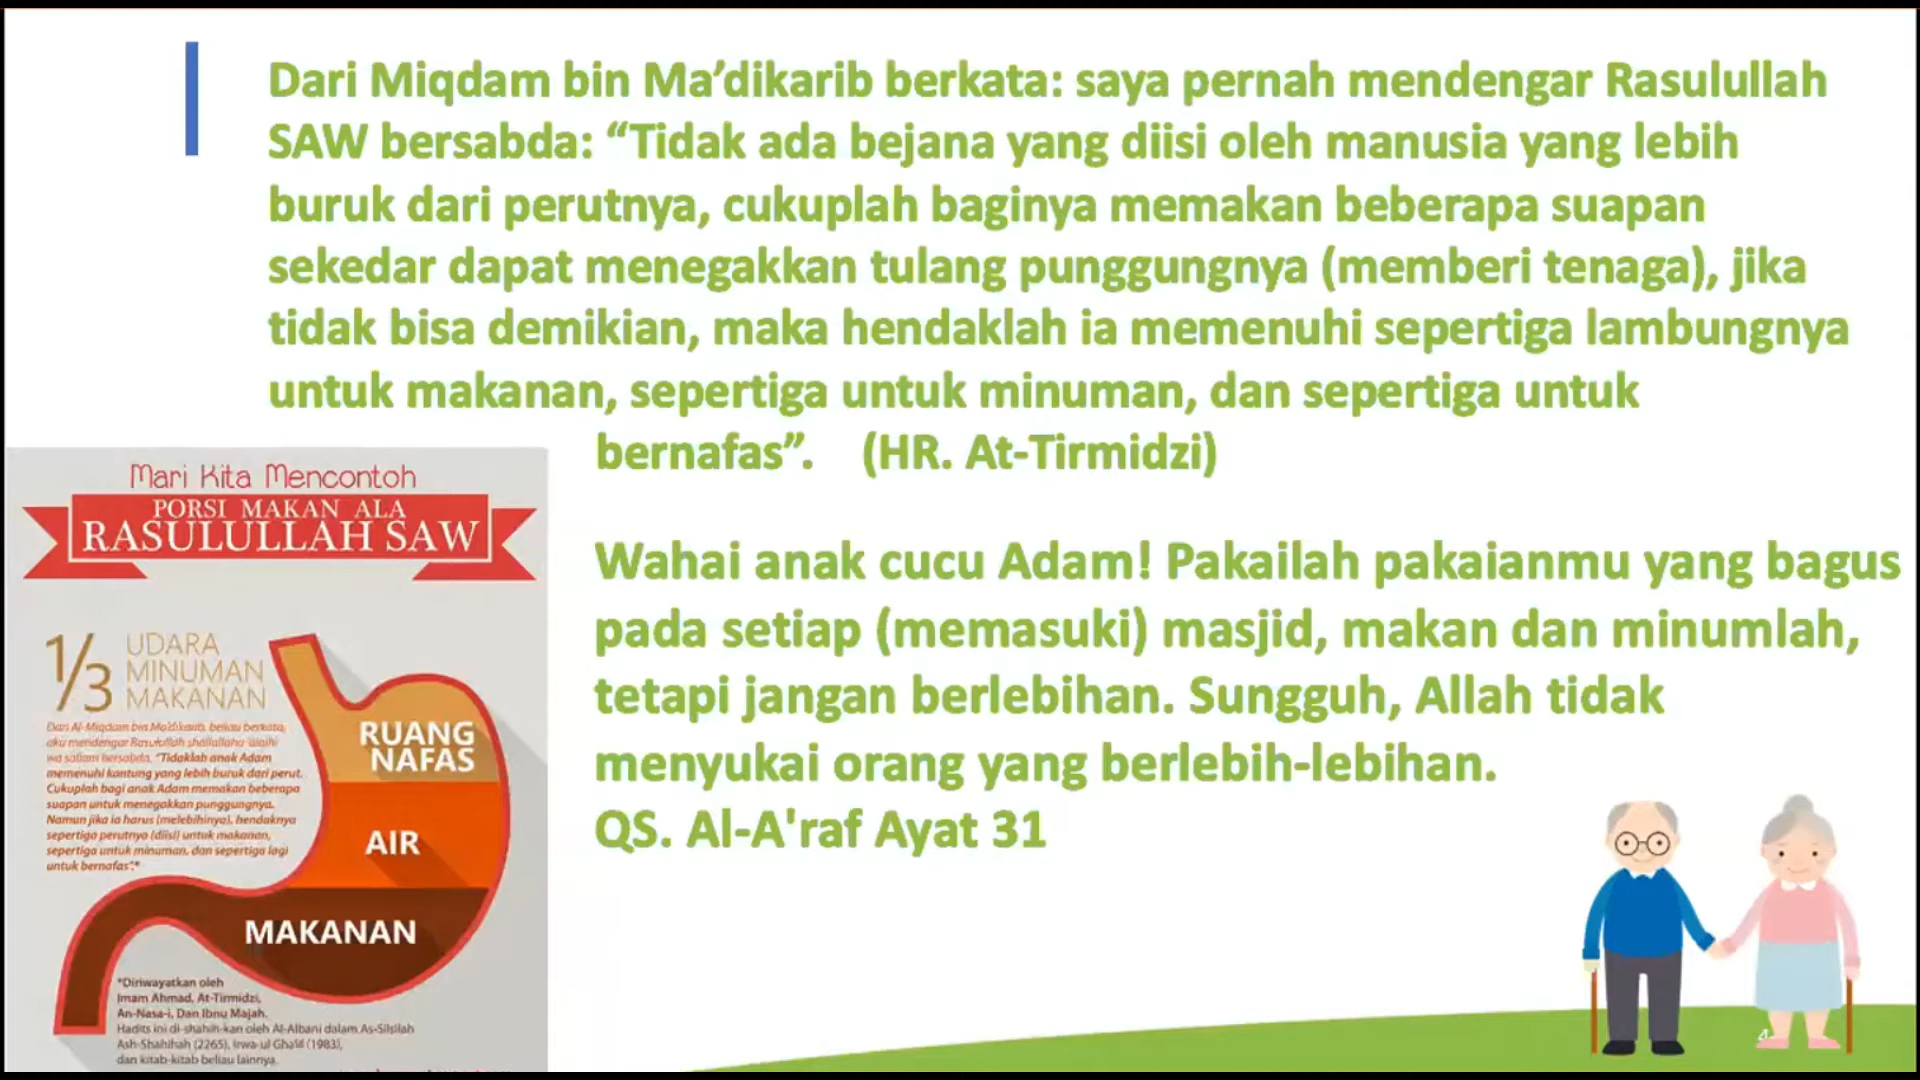 Dari Miqdam bin Ma’dikarib berkata: saya pernah mendengar Rasulullah
SAW bersabda: “Tidak ada bejana yang diisi oleh manusia yang lebih
buruk dari perutnya, cukuplah baginya memakan beberapa suapan
sekedar dapat menegakkan tulang punggungnya (memberi tenaga), jika
tidak bisa demikian, maka hendaklah ia memenuhi sepertiga lambungnya
untuk makanan, sepertiga untuk minuman, dan sepertiga untuk
bernafas”. (HR. At-Tirmidzi)
Wahai anak cucu Adam! Pakailah pakaianmu yang bagus
pada setiap (memasuki) masjid, makan dan minumlah,
tetapi jangan berlebihan. Sungguh, Allah tidak
menyukai orang yang berlebih-lebihan.
QS. Al-A'raf Ayat 31
Mari Kita Mencontoh
PORSI MAKAN ALA
RASULULLAH SAW
1/3
UDARA
MINUMAN
MAKANAN
Dari Al-Miqdam bin Ma'dikarib, beliau berkata,
aku mendengar Rasulullah shallallahu 'alaihi
wa sallam bersabda, "Tidaklah anak Adam
memenuhi kantung yang lebih buruk dari perut.
Cukuplah bagi anak Adam memakan beberapa
suapan untuk menegakkan punggungnya.
Namun jika ia harus (melebihinya), hendaknya
sepertiga perutnya (diisi) untuk makanan,
sepertiga untuk minuman, dan sepertiga lagi
untuk bernafas".*
RUANG
NAFAS
AIR
MAKANAN
*Diriwayatkan oleh
Imam Ahmad, At-Tirmidzi,
An-Nasa-i, Dan Ibnu Majah.
Hadits ini di-shahih-kan oleh Al-Albani dalam As-Silsilah
Ash-Shahihah (2265), Irwa-ul Ghalil (1983),
dan kitab-kitab beliau lainnya.
4